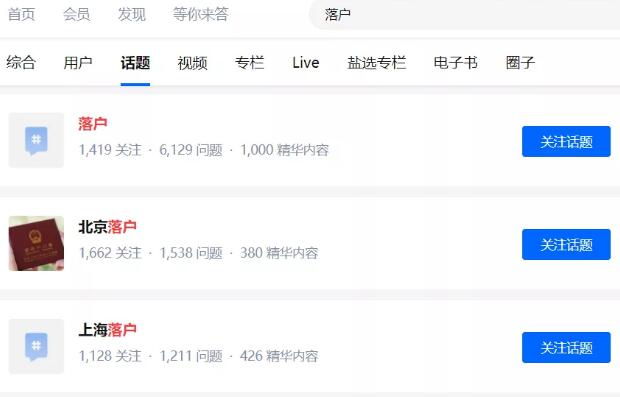 首页 会员 发现 等你来答 落户
综合 用户 话题 视频 专栏 Live 盐选专栏 电子书 圈子
落户
1,419 关注 · 6,129 问题 · 1,000 精华内容
关注话题
北京落户
1,662 关注 · 1,538 问题 · 380 精华内容
关注话题
上海落户
1,128 关注 · 1,211 问题 · 426 精华内容
关注话题